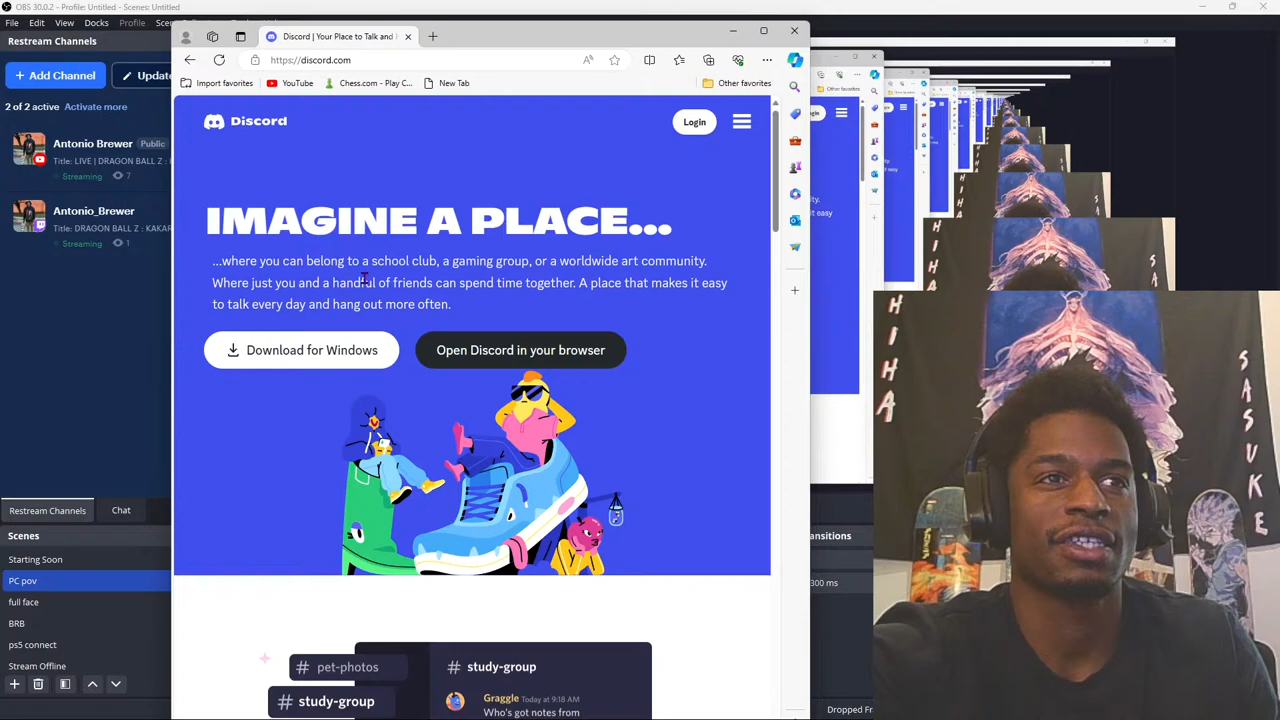 OBS 30.0.2 - Profile: Untitled - Scenes: Untitled
File Edit View Docks Profile
Restream Channels
+ Add Channel
2 of 2 active Activate more
Antonio Brewer Public
Title: LIVE | DRAGON BALL Z :
Streaming 7
Antonio_Brewer
Title: DRAGON BALL Z : KAKAR
Streaming 1
Restream Channels Chat
Scenes
Starting Soon
PC pov
full face
BRB
ps5 connect
Stream Offline
Discord | Your Place to Talk and
https://discord.com
Import favorites YouTube Chess.com - Play C... New Tab Other favorites
Discord
Login
IMAGINE A PLACE...
...where you can belong to a school club, a gaming group, or a worldwide art community.
Where just you and a handful of friends can spend time together. A place that makes it easy
to talk every day and hang out more often.
Download for Windows Open Discord in your browser
# pet-photos
# study-group
# study-group
Graggle Today at 9:18 AM
Who's got notes from
300 ms
HIHA
SASUKE